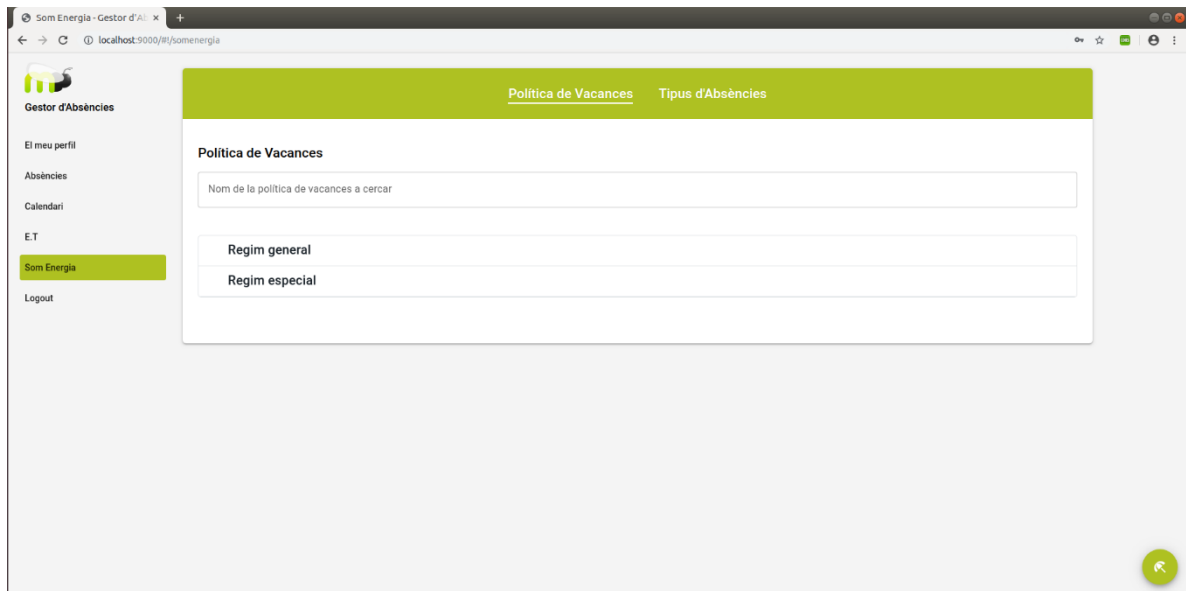 Som Energia - Gestor d'Al
localhost:9000/#!/somenergia
Gestor d'Absències
El meu perfil
Absències
Calendari
E.T
Som Energia
Logout
Política de Vacances Tipus d'Absències
Política de Vacances
Nom de la política de vacances a cercar
Regim general
Regim especial